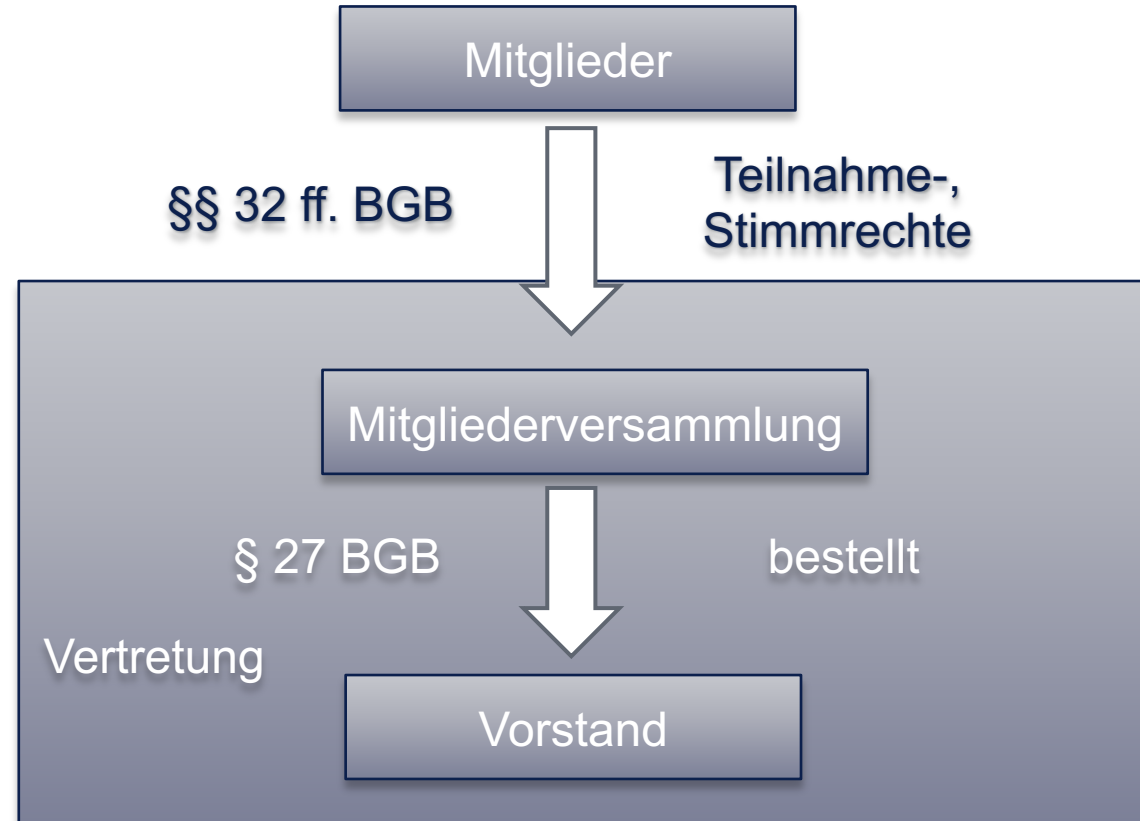 Mitglieder
§§ 32 ff. BGB
Teilnahme-,
Stimmrechte
Mitgliederversammlung
§ 27 BGB
bestellt
Vertretung
Vorstand